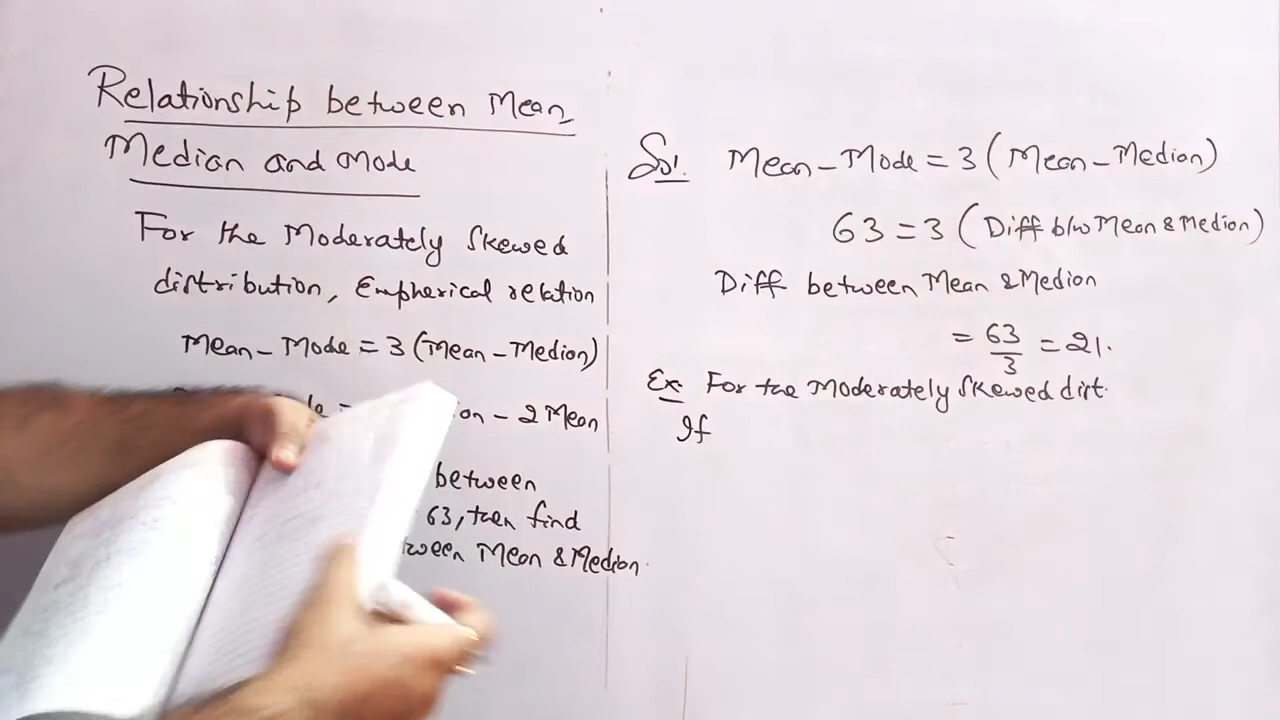 Relationship between Mean,
Median and Mode
For the Moderately Skewed
distribution, Empherical relation
Mean - Mode = 3 (Mean - Median)
- 2 Mean
between
63, then find
Mean & Median.
Sol. Mean - Mode = 3 (Mean - Median)
63 = 3 (Diff b/w Mean & Median)
Diff between Mean & Median
= 63/3 = 21.
Ex. For the Moderately Skewed dist.
If